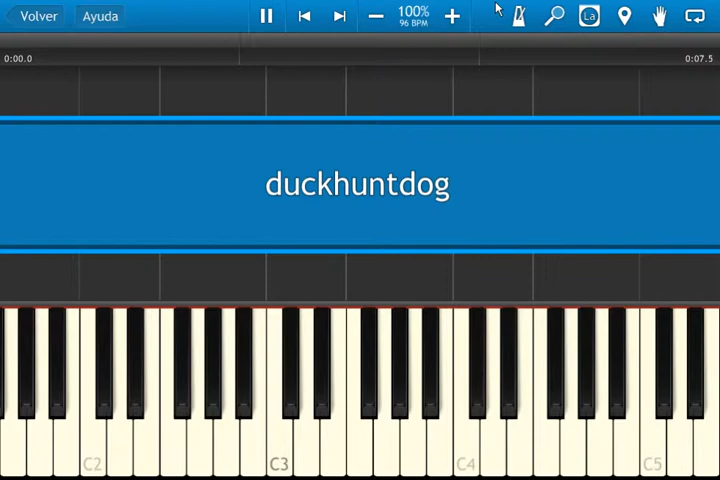 Volver Ayuda 100% La
96 BPM
0:00.0 0:07.5
duckhuntdog
C2 C3 C4 C5